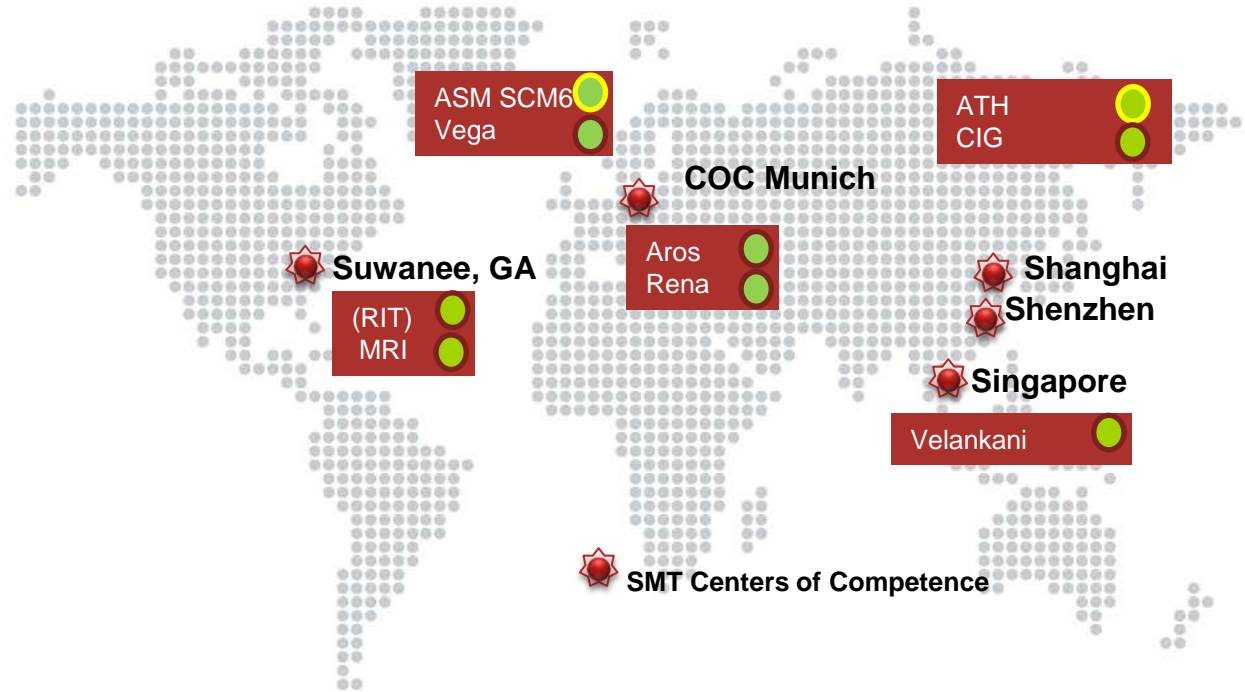 ASM SCM6
Vega
ATH
CIG
COC Munich
Aros
Rena
Suwanee, GA
(RIT)
MRI
Shanghai
Shenzhen
Singapore
Velankani
SMT Centers of Competence